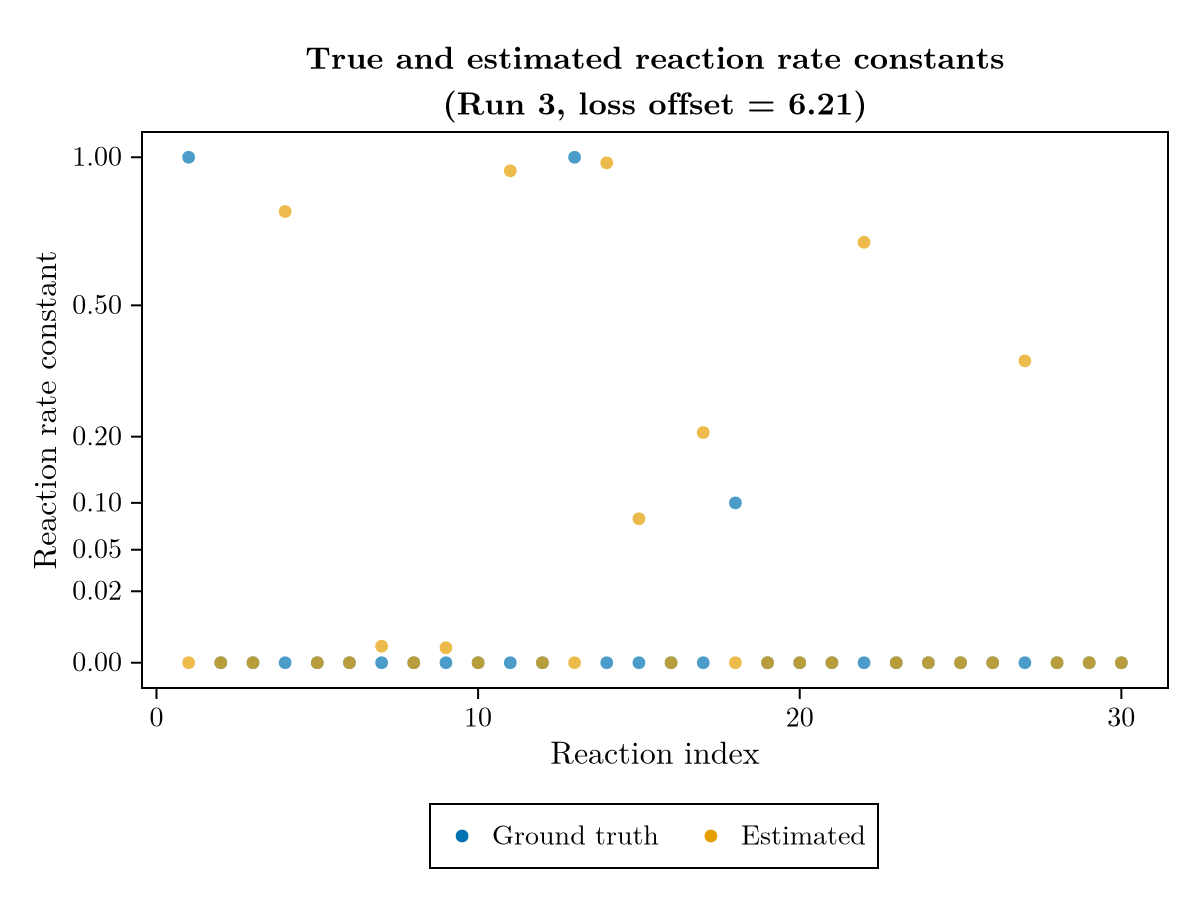 True and estimated reaction rate constants
(Run 3, loss offset = 6.21)
Reaction rate constant
1.00
0.50
0.20
0.10
0.05
0.02
0.00
0 10 20 30
Reaction index
Ground truth Estimated